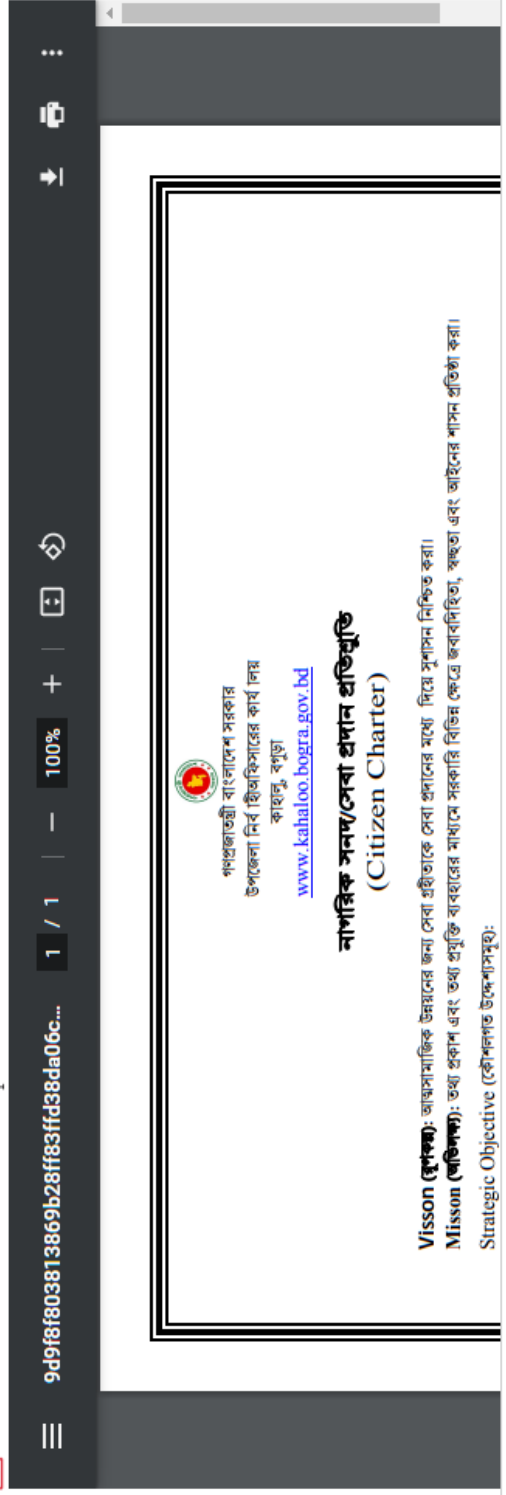 9d9f8f803813869b28ff83ffd38da06c...
1 / 1
100%
গণপ্রজাতন্ত্রী বাংলাদেশ সরকার
উপজেলা নির্ব াহীঅফিসারের কার্য ালয়
কাহালু, বগুড়া
www.kahaloo.bogra.gov.bd
নাগরিক সনদ/সেবা প্রদান প্রতিশ্রুতি
(Citizen Charter)
Visson (রূপকল্প): আত্মসামাজিক উন্নয়নের জন্য সেবা গ্রহীতাকে সেবা প্রদানের মধ্যে দিয়ে সুশাসন নিশ্চিত করা।
Misson (অভিলক্ষ্য): তথ্য প্রকাশ এবং তথ্য প্রযুক্তি ব্যবহারের মাধ্যমে সরকারি বিভিন্ন ক্ষেত্রে জবাবদিহিতা, স্বচ্ছতা এবং আইনের শাসন প্রতিষ্ঠা করা।
Strategic Objective (কৌশলগত উদ্দেশ্যসমূহ):